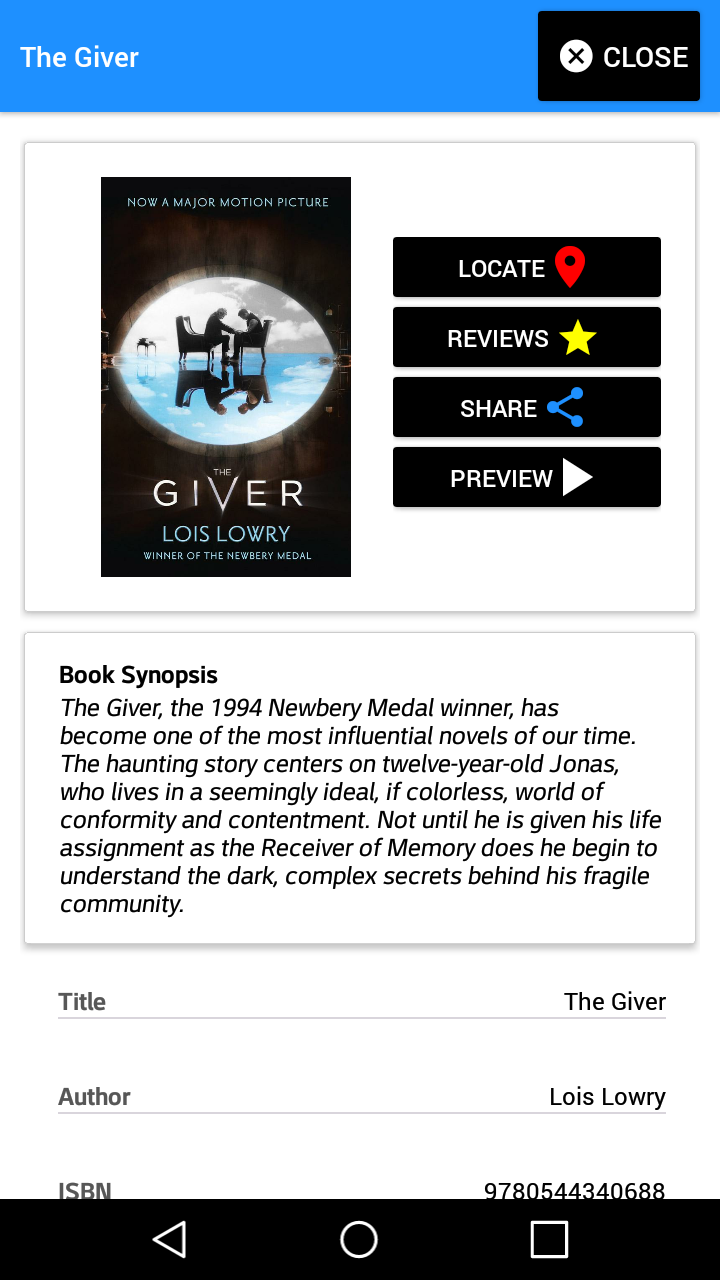 The Giver
CLOSE
NOW A MAJOR MOTION PICTURE
THE
GIVER
LOIS LOWRY
WINNER OF THE NEWBERY MEDAL
LOCATE
REVIEWS
SHARE
PREVIEW
Book Synopsis
The Giver, the 1994 Newbery Medal winner, has
become one of the most influential novels of our time.
The haunting story centers on twelve-year-old Jonas,
who lives in a seemingly ideal, if colorless, world of
conformity and contentment. Not until he is given his life
assignment as the Receiver of Memory does he begin to
understand the dark, complex secrets behind his fragile
community.
Title The Giver
Author Lois Lowry
ISBN 9780544340688